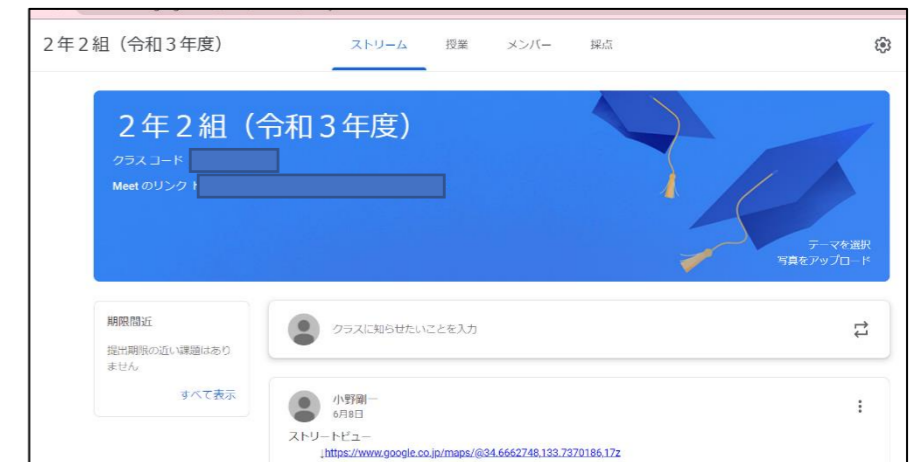 ２年２組（令和３年度）
ストリーム 授業 メンバー 採点
２年２組（令和３年度）
クラス コード
Meet のリンク
テーマを選択
写真をアップロード
期限間近
提出期限の近い課題はあり
ません
すべて表示
クラスに知らせたいことを入力
小野剛一
6月8日
ストリートビュー
↓https://www.google.co.jp/maps/@34.6662748,133.7370186,17z